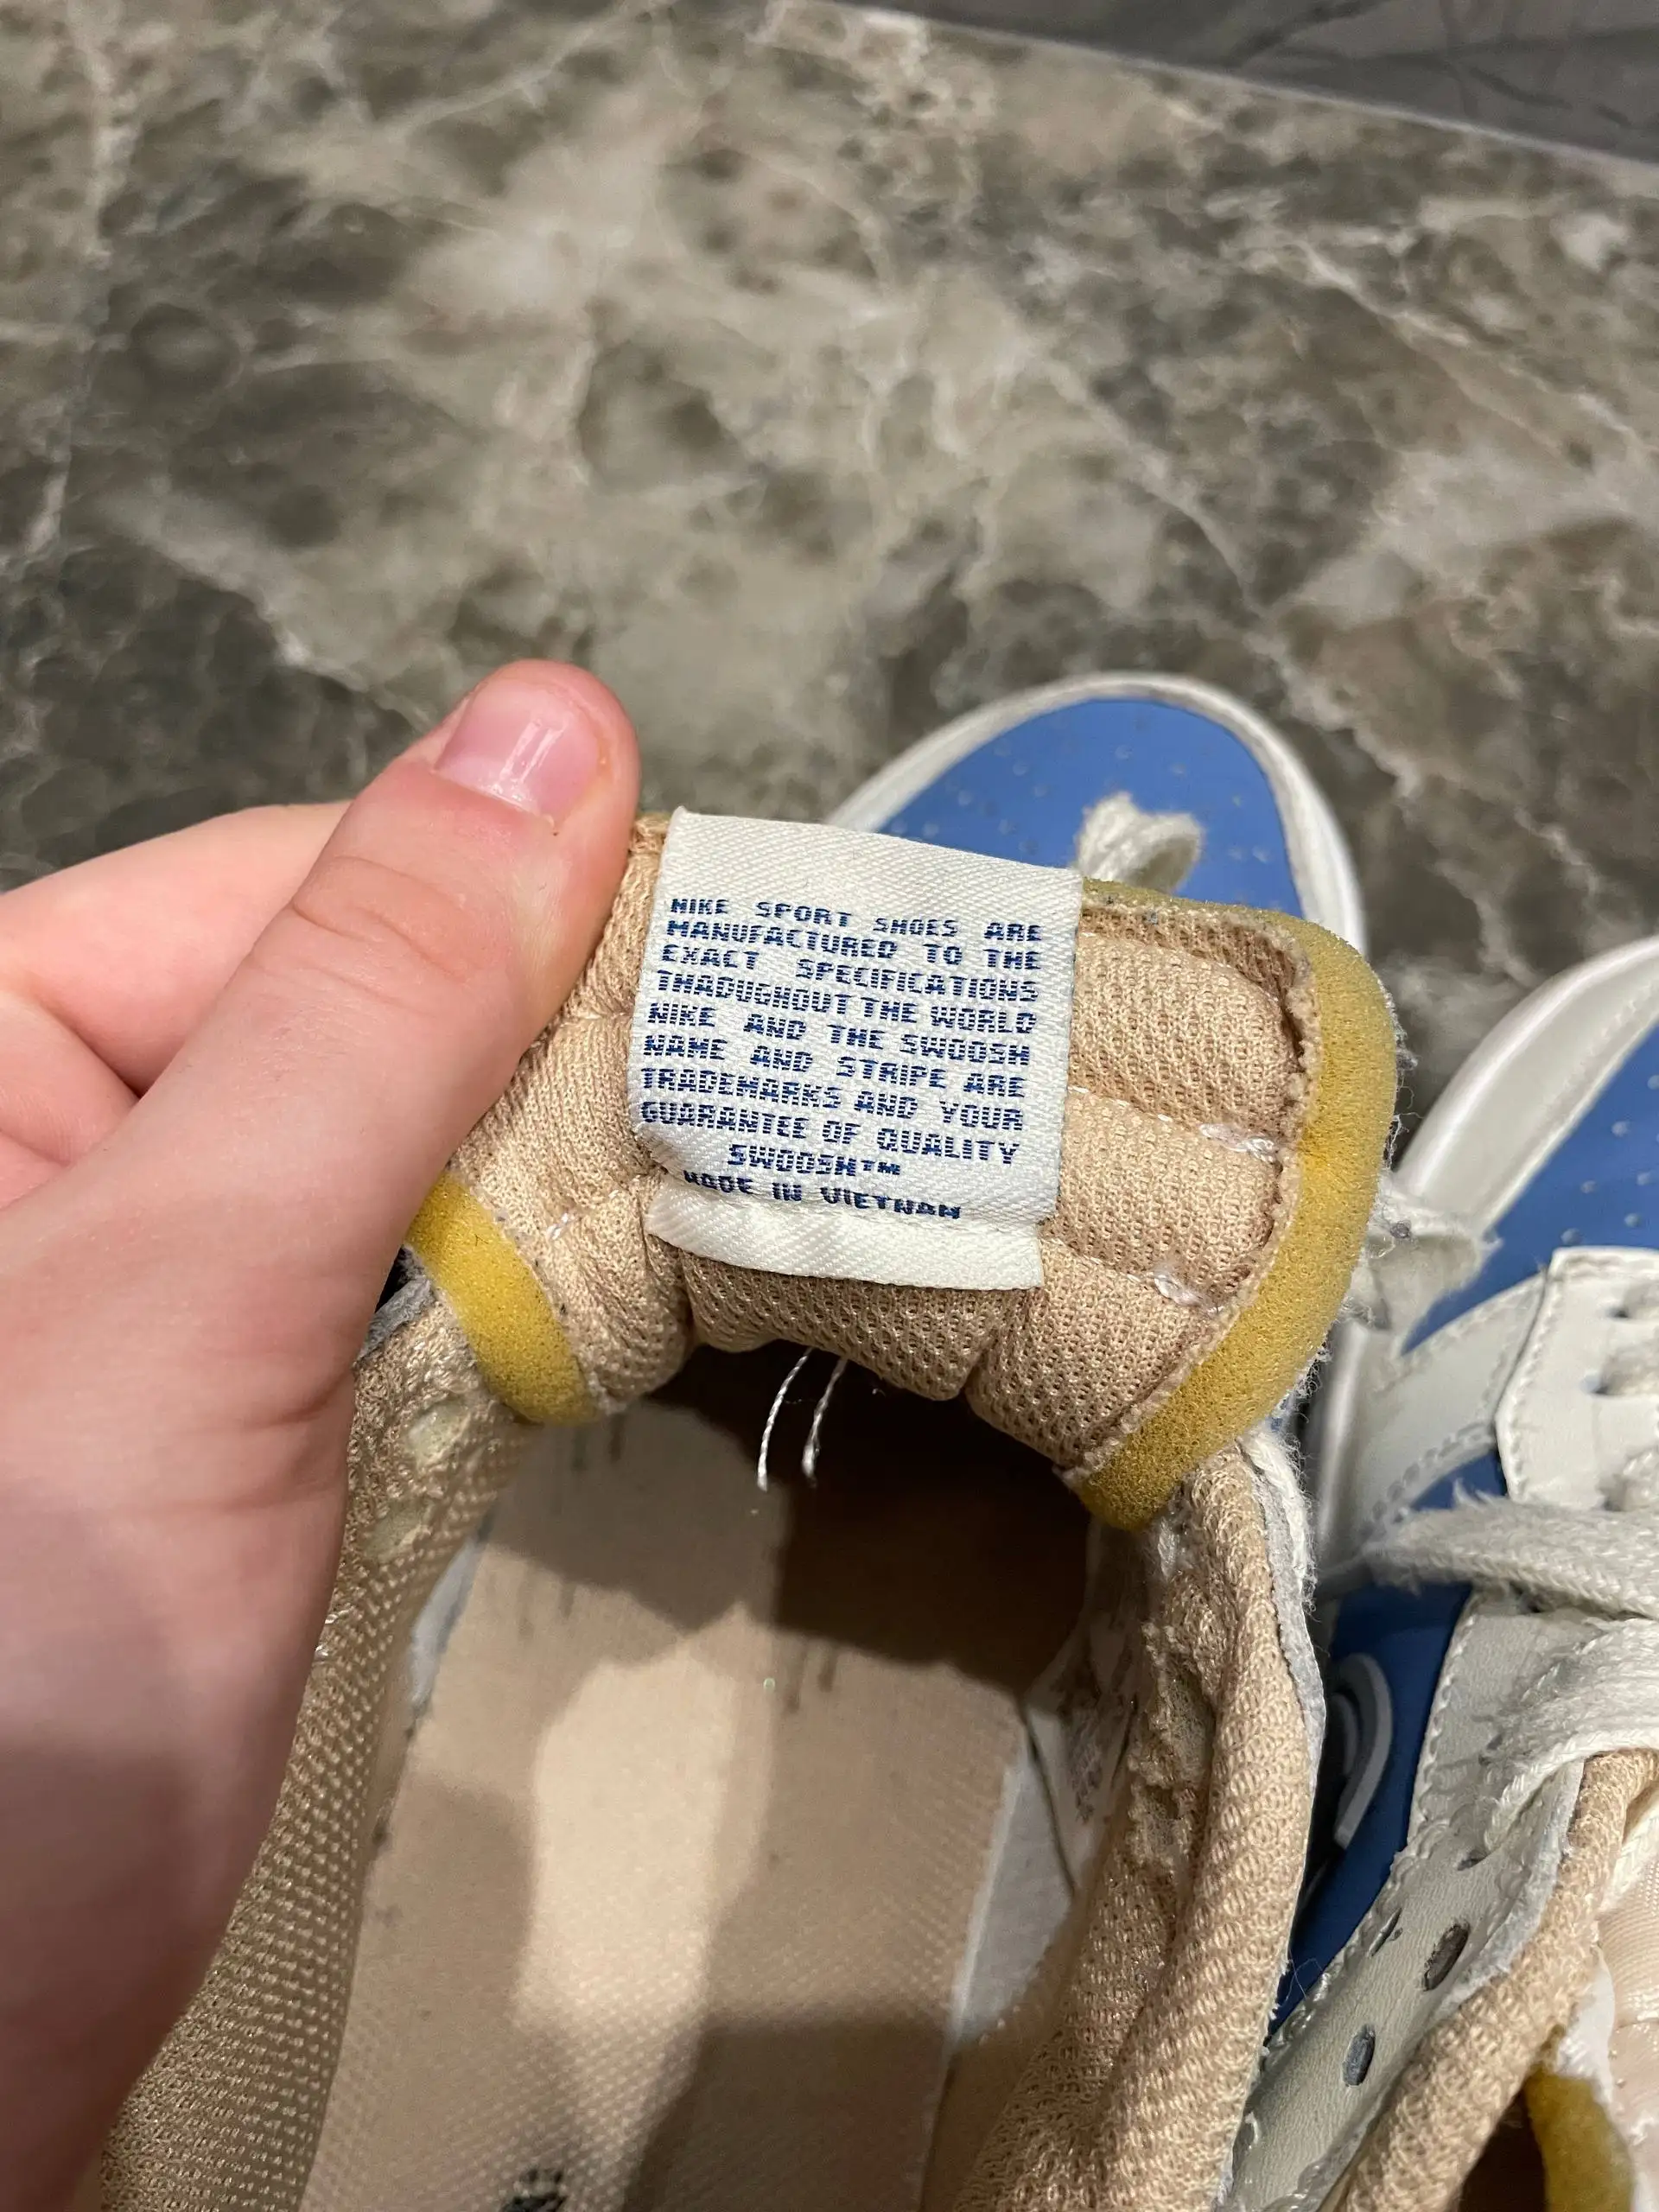 NIKE SPORT SHOES ARE
MANUFACTURED TO THE
EXACT SPECIFICATIONS
THADUGHOUT THE WORLD
NIKE AND THE SWOOSH
NAME AND STRIPE ARE
TRADEMARKS AND YOUR
GUARANTEE OF QUALITY
SWOOSH™
MADE IN VIETNAM